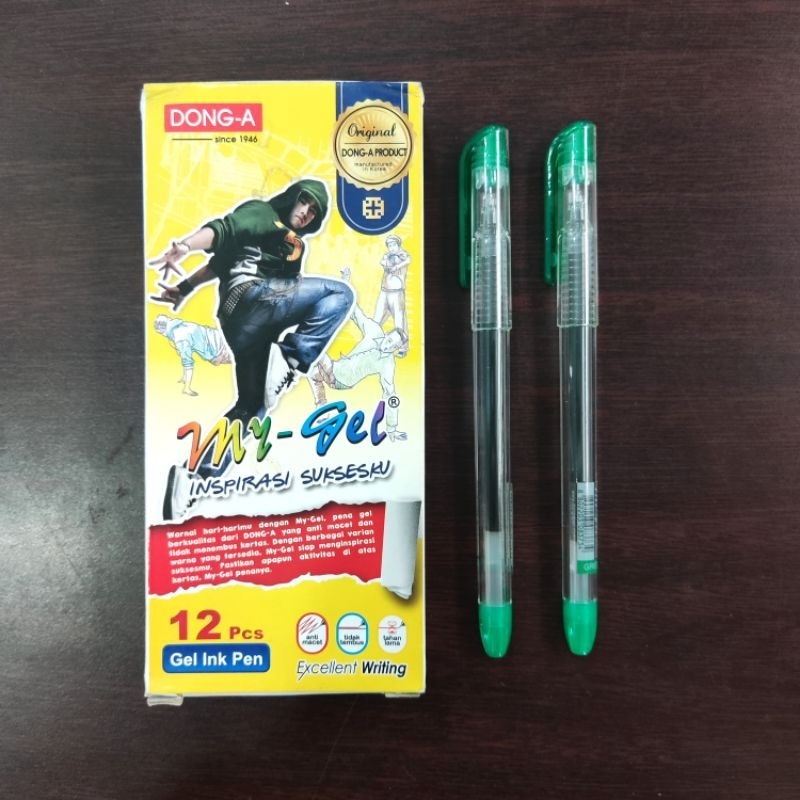 DONG-A
since 1946
Original
DONG-A PRODUCT
manufactured
in Korea
My-Gel®
INSPIRASI SUKSESKU
Warnai hari-harimu dengan My-Gel, pena gel
berkualitas dari DONG-A yang anti macet dan
tidak menembus kertas. Dengan berbagai varian
warna yang tersedia, My-Gel siap menginspirasi
suksesmu. Pastikan apapun aktivitas di atas
kertas, My-Gel penanya.
12 Pcs
Gel Ink Pen
anti
macet
tidak
tembus
tahan
lama
Excellent Writing